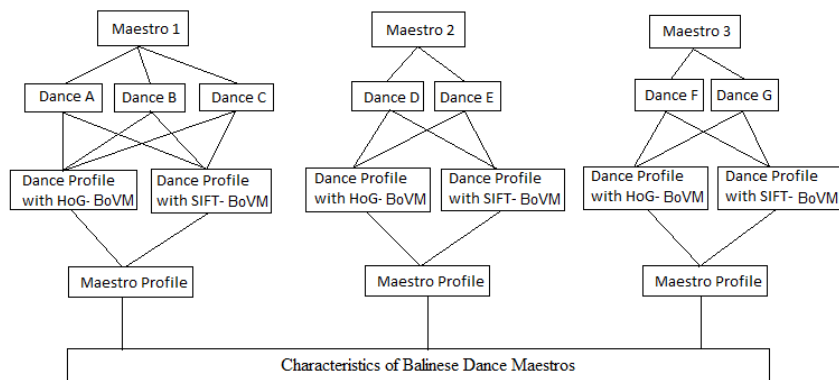 Maestro 1
Maestro 2
Maestro 3
Dance A
Dance B
Dance C
Dance D
Dance E
Dance F
Dance G
Dance Profile
with HoG- BoVM
Dance Profile
with SIFT- BoVM
Dance Profile
with HoG- BoVM
Dance Profile
with SIFT- BoVM
Dance Profile
with HoG- BoVM
Dance Profile
with SIFT- BoVM
Maestro Profile
Maestro Profile
Maestro Profile
Characteristics of Balinese Dance Maestros